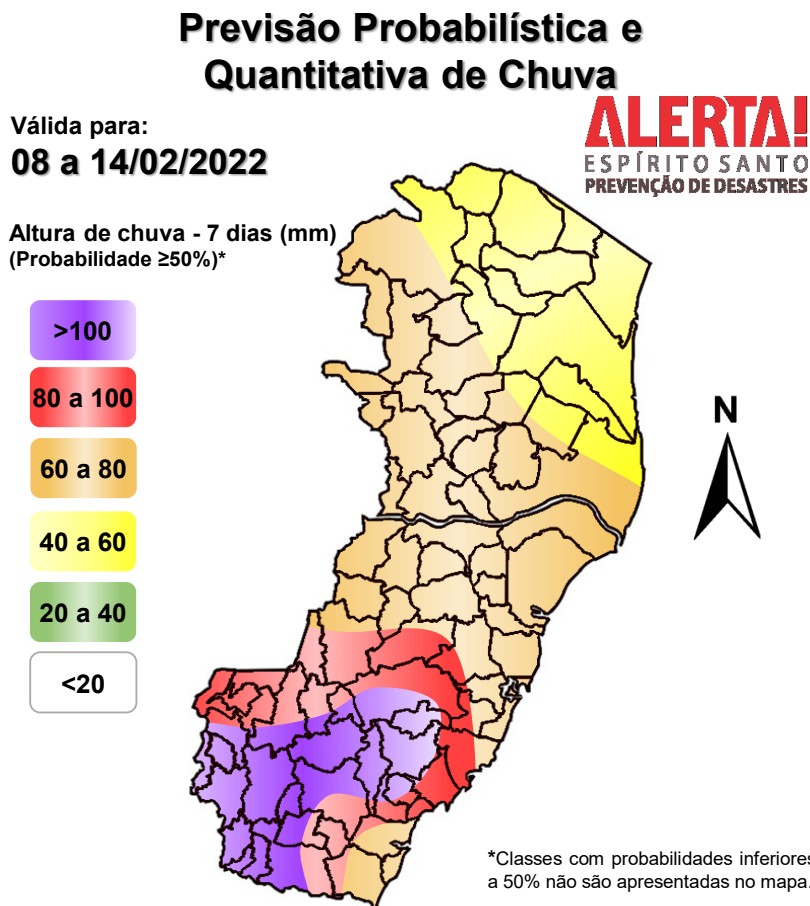 Previsão Probabilística e
Quantitativa de Chuva
Válida para:
08 a 14/02/2022
ALERTA!
ESPÍRITO SANTO
PREVENÇÃO DE DESASTRES
Altura de chuva - 7 dias (mm)
(Probabilidade ≥50%)*
>100
80 a 100
60 a 80
40 a 60
20 a 40
<20
N
*Classes com probabilidades inferiores
a 50% não são apresentadas no mapa.